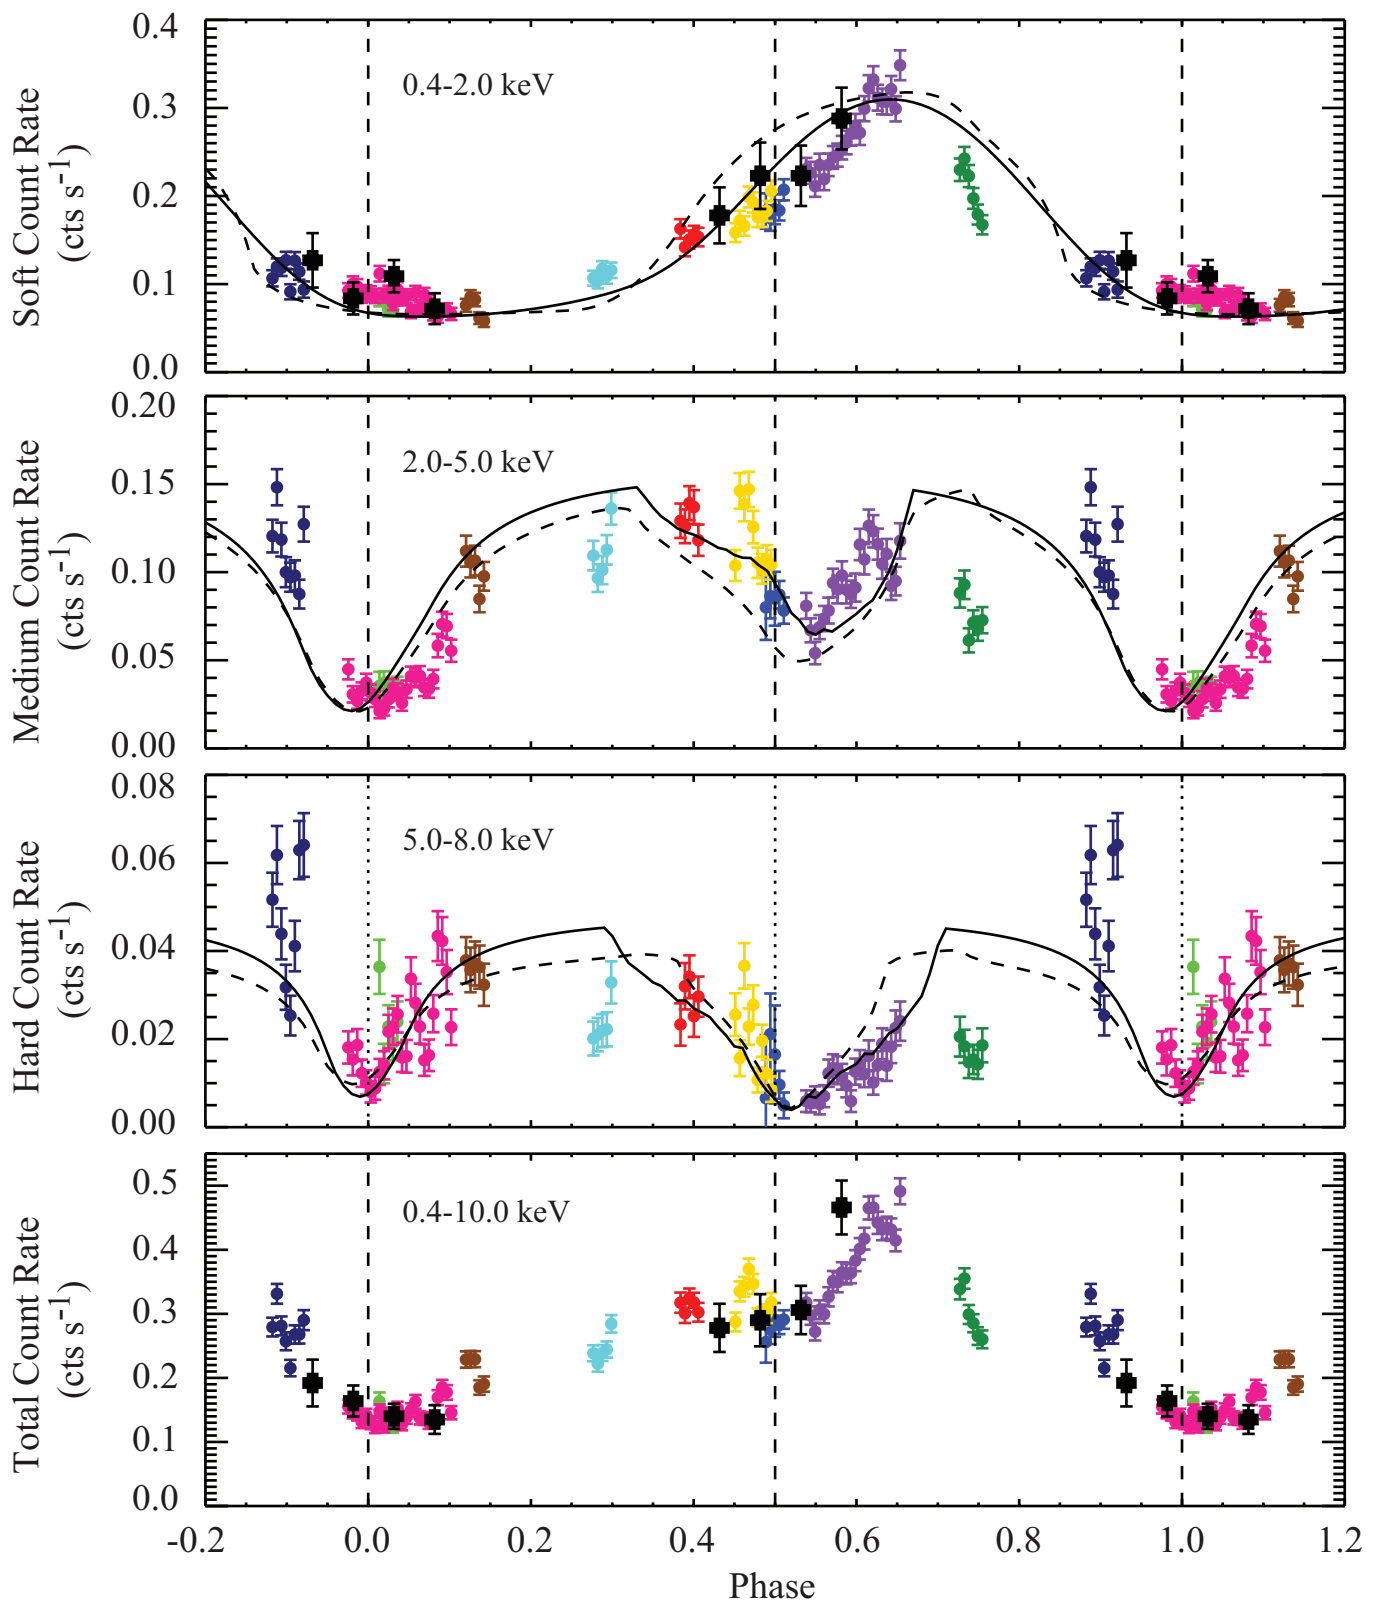 0.4
0.3
0.2
0.1
0.0
Soft Count Rate
(cts s⁻¹)
0.4-2.0 keV
0.20
0.15
0.10
0.05
0.00
Medium Count Rate
(cts s⁻¹)
2.0-5.0 keV
0.08
0.06
0.04
0.02
0.00
Hard Count Rate
(cts s⁻¹)
5.0-8.0 keV
0.5
0.4
0.3
0.2
0.1
0.0
Total Count Rate
(cts s⁻¹)
0.4-10.0 keV
-0.2 0.0 0.2 0.4 0.6 0.8 1.0 1.2
Phase